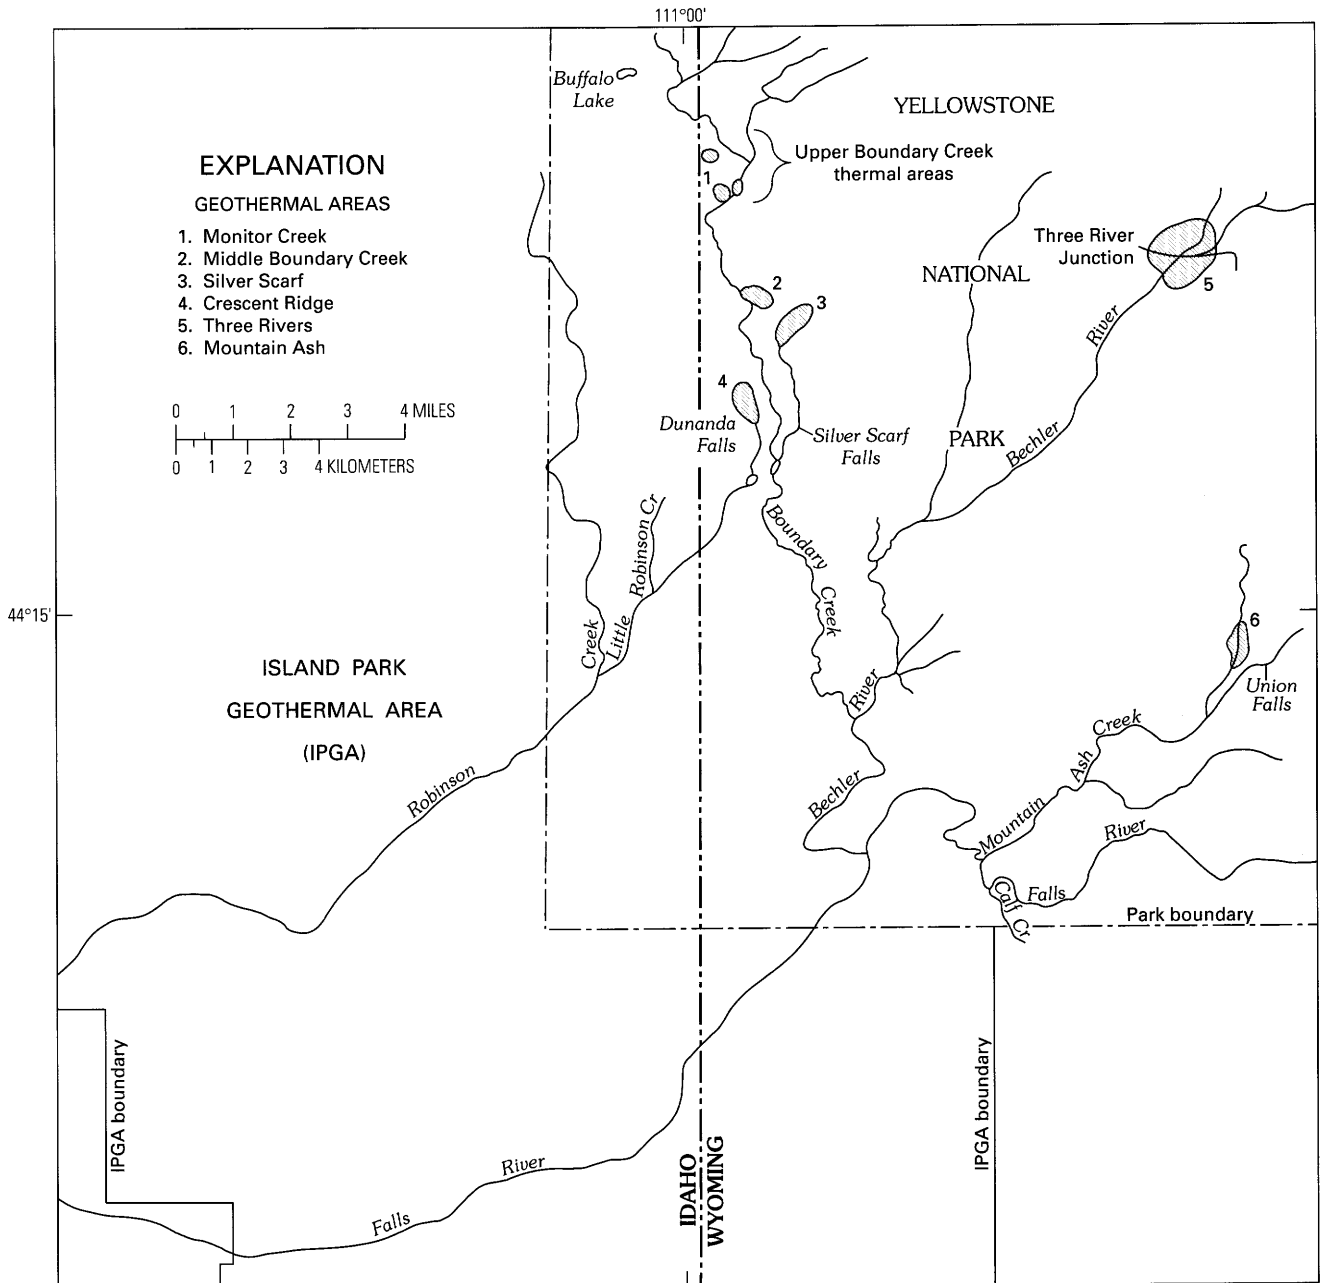 111°00'
Buffalo
Lake
YELLOWSTONE
EXPLANATION
GEOTHERMAL AREAS
1. Monitor Creek
2. Middle Boundary Creek
3. Silver Scarf
4. Crescent Ridge
5. Three Rivers
6. Mountain Ash
Upper Boundary Creek
thermal areas
1
Three River
Junction
5
NATIONAL
2
3
River
0 1 2 3 4 MILES
0 1 2 3 4 KILOMETERS
4
Dunanda
Falls
Silver Scarf
Falls
PARK
Bechler
Boundary
Creek
Little Robinson Cr
Creek
44°15'
6
Union
Falls
ISLAND PARK
GEOTHERMAL AREA
(IPGA)
River
Bechler
Robinson
Mountain Ash Creek
River
Falls
Calf Cr
Park boundary
IPGA boundary
IPGA boundary
IDAHO
WYOMING
River
Falls